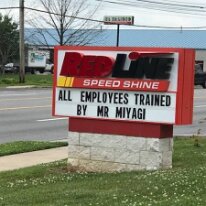 REDLINE
SPEED SHINE
ALL EMPLOYEES TRAINED
BY MR MIYAGI